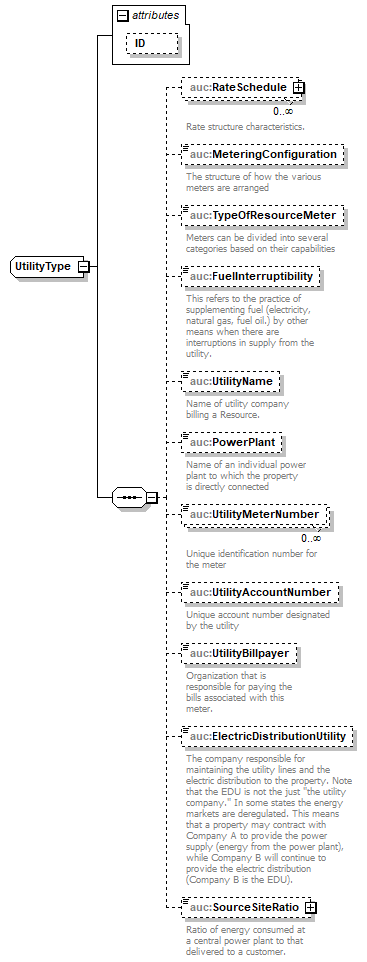 attributes
ID
auc:RateSchedule
0..∞
Rate structure characteristics.
auc:MeteringConfiguration
The structure of how the various
meters are arranged
auc:TypeOfResourceMeter
Meters can be divided into several
categories based on their capabilities
UtilityType
auc:FuelInterruptibility
This refers to the practice of
supplementing fuel (electricity,
natural gas, fuel oil.) by other
means when there are
interruptions in supply from the
utility.
auc:UtilityName
Name of utility company
billing a Resource.
auc:PowerPlant
Name of an individual power
plant to which the property
is directly connected
auc:UtilityMeterNumber
0..∞
Unique identification number for
the meter
auc:UtilityAccountNumber
Unique account number designated
by the utility
auc:UtilityBillpayer
Organization that is
responsible for paying the
bills associated with this
meter.
auc:ElectricDistributionUtility
The company responsible for
maintaining the utility lines and the
electric distribution to the property. Note
that the EDU is not the just "the utility
company." In some states the energy
markets are deregulated. This means
that a property may contract with
Company A to provide the power
supply (energy from the power plant),
while Company B will continue to
provide the electric distribution
(Company B is the EDU).
auc:SourceSiteRatio
Ratio of energy consumed at
a central power plant to that
delivered to a customer.